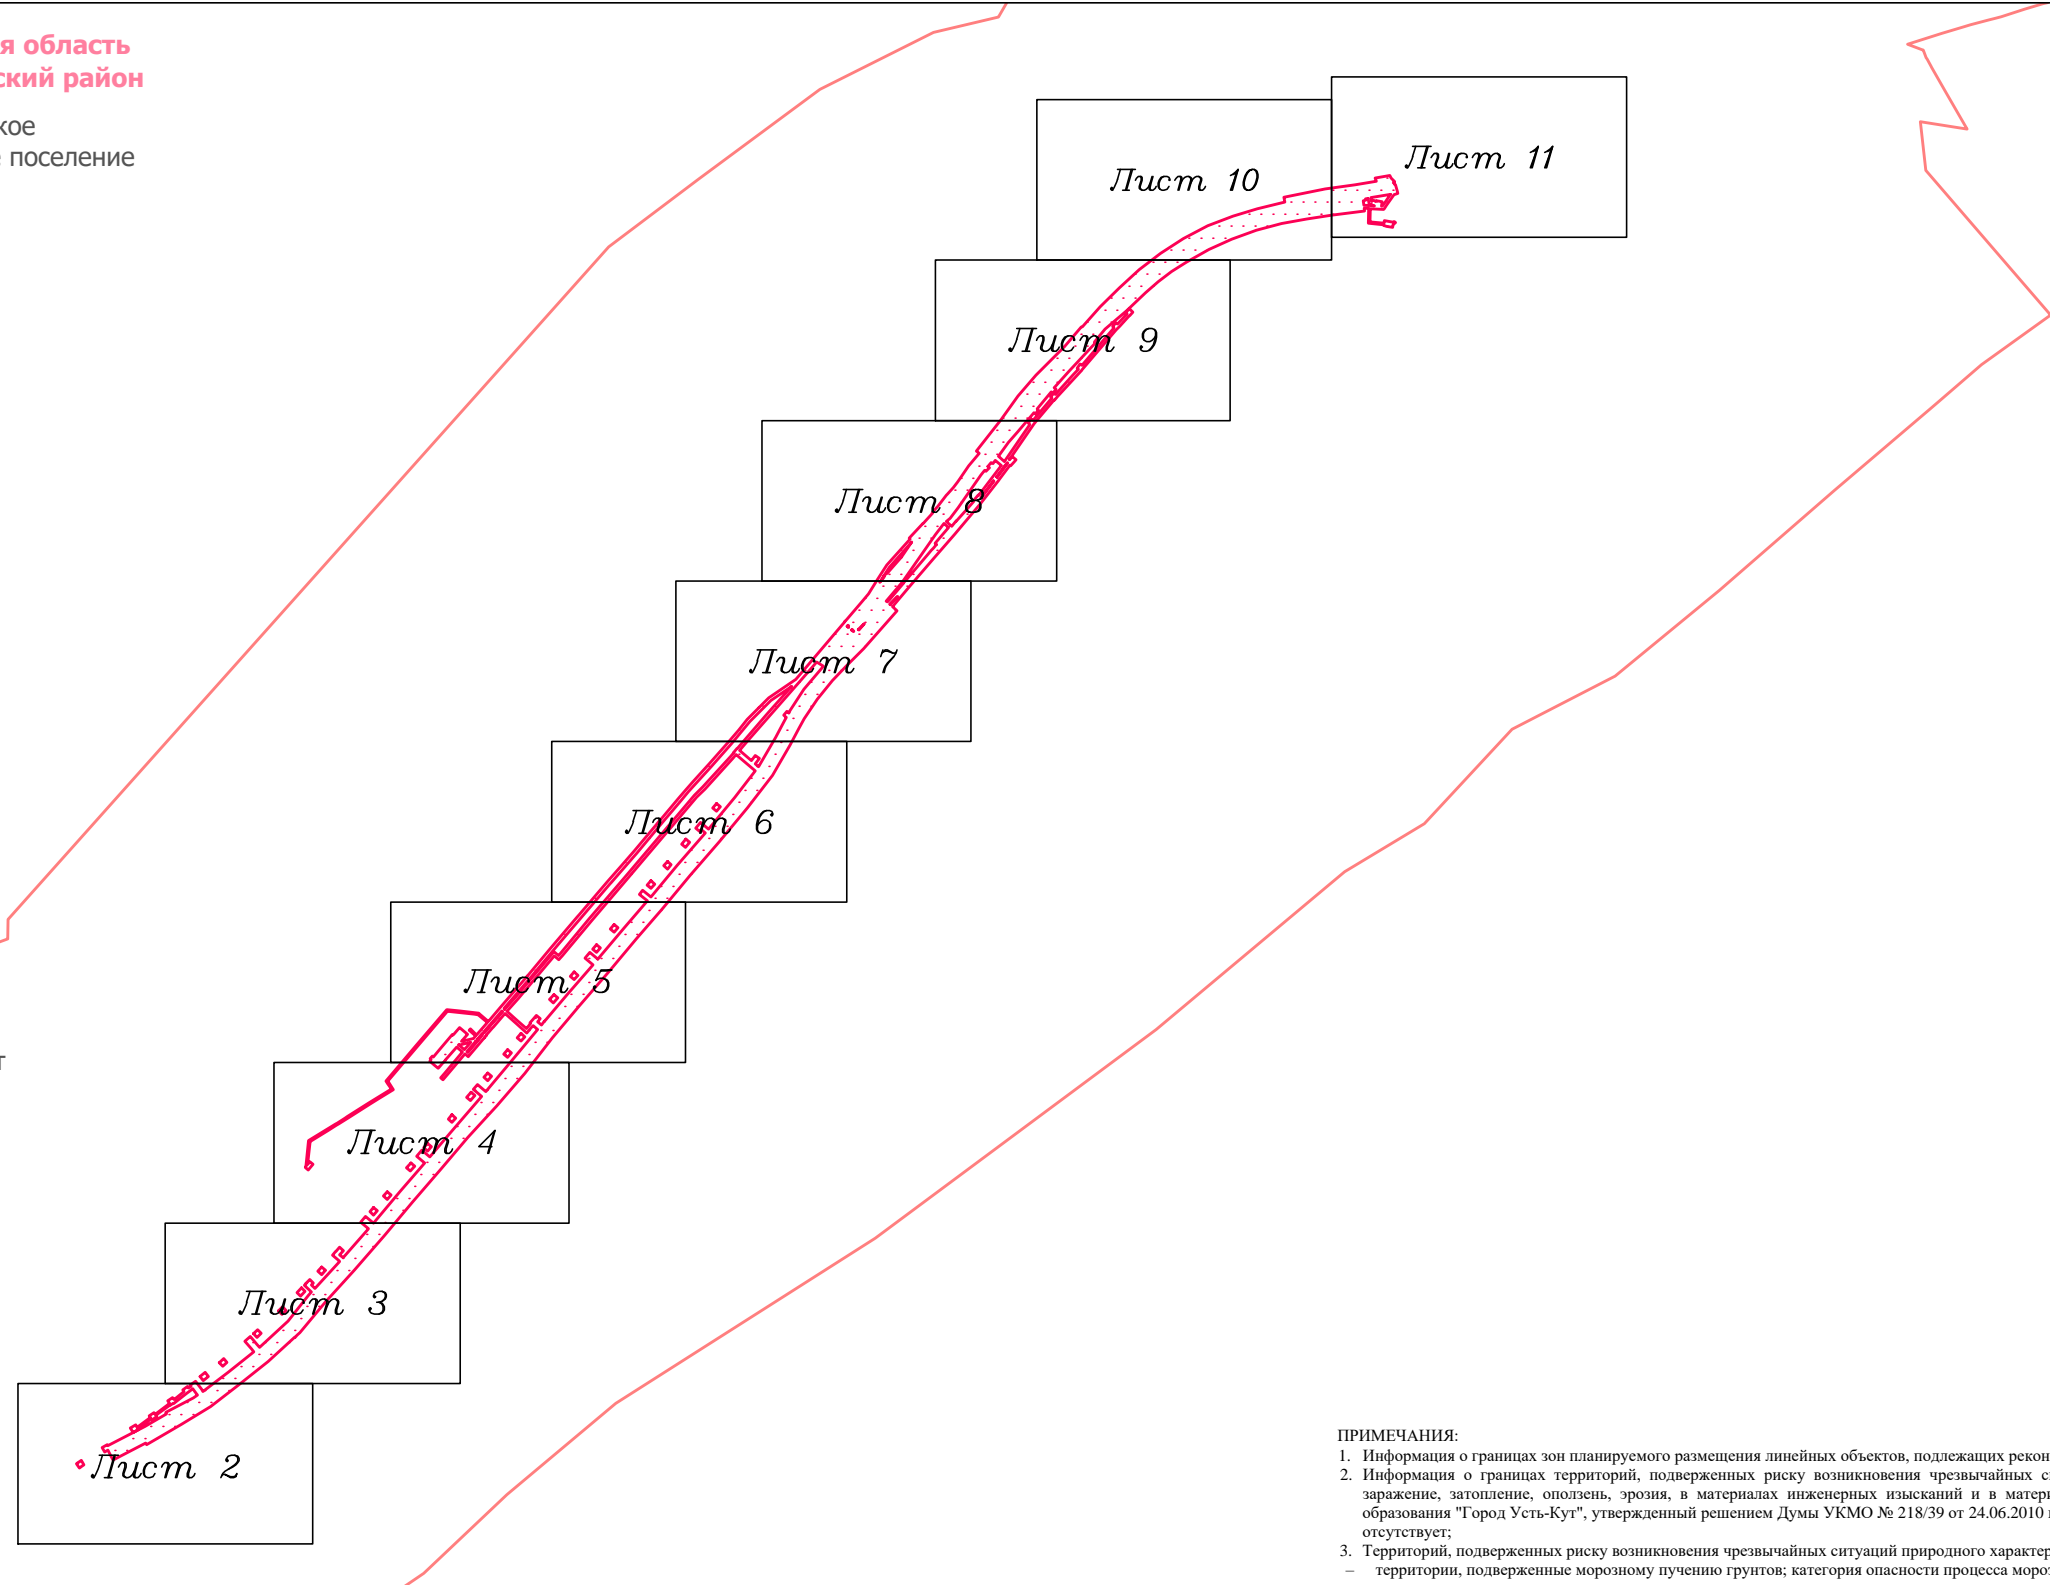 я область
ский район
кое
поселение
Лист 11
Лист 10
Лист 9
Лист 8
Лист 7
Лист 6
Лист 5
Лист 4
Лист 3
Лист 2
ПРИМЕЧАНИЯ:
1. Информация о границах зон планируемого размещения линейных объектов, подлежащих рекон
2. Информация о границах территорий, подверженных риску возникновения чрезвычайных
заражение, затопление, оползень, эрозия, в материалах инженерных изысканий и в матери
образования "Город Усть-Кут", утвержденный решением Думы УКМО № 218/39 от 24.06.2010
отсутствует;
3. Территорий, подверженных риску возникновения чрезвычайных ситуаций природного характер
– территории, подверженные морозному пучению грунтов; категория опасности процесса мороз